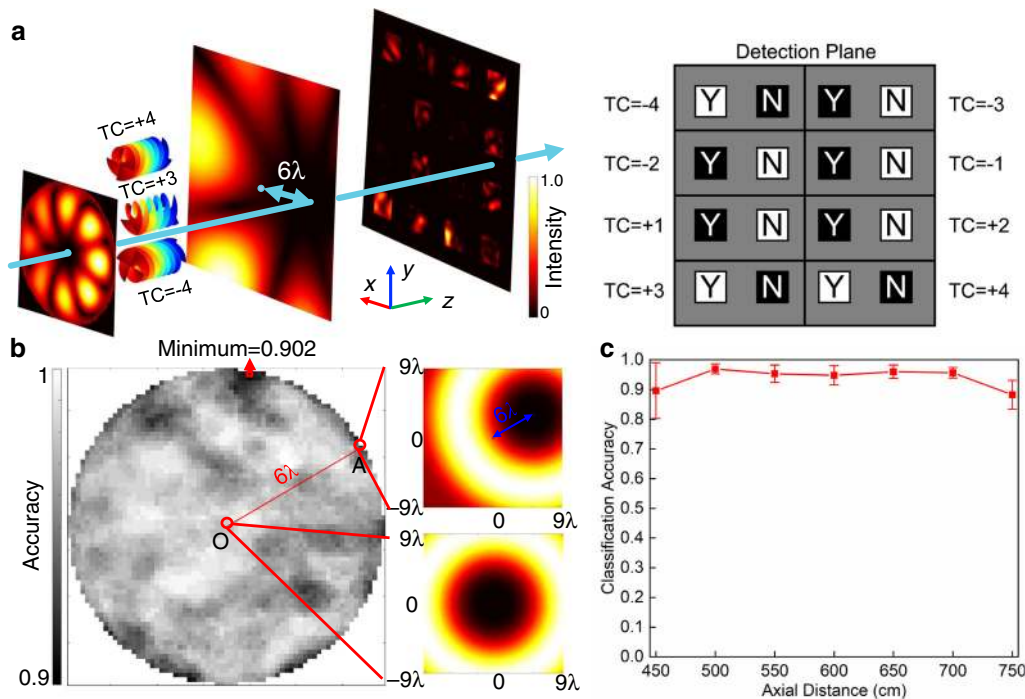 a
TC=+4
TC=+3
TC=-4
6λ
x
y
z
1.0
Intensity
0
Detection Plane
TC=-4 Y N Y N TC=-3
TC=-2 Y N Y N TC=-1
TC=+1 Y N Y N TC=+2
TC=+3 Y N Y N TC=+4
b
Minimum=0.902
1
Accuracy
0.9
6λ
A
O
9λ
0
−9λ
6λ
0 9λ
9λ
0
−9λ
0 9λ
c
1.0
0.9
0.8
0.7
0.6
0.5
0.4
0.3
0.2
0.1
0.0
Classification Accuracy
450 500 550 600 650 700 750
Axial Distance (cm)